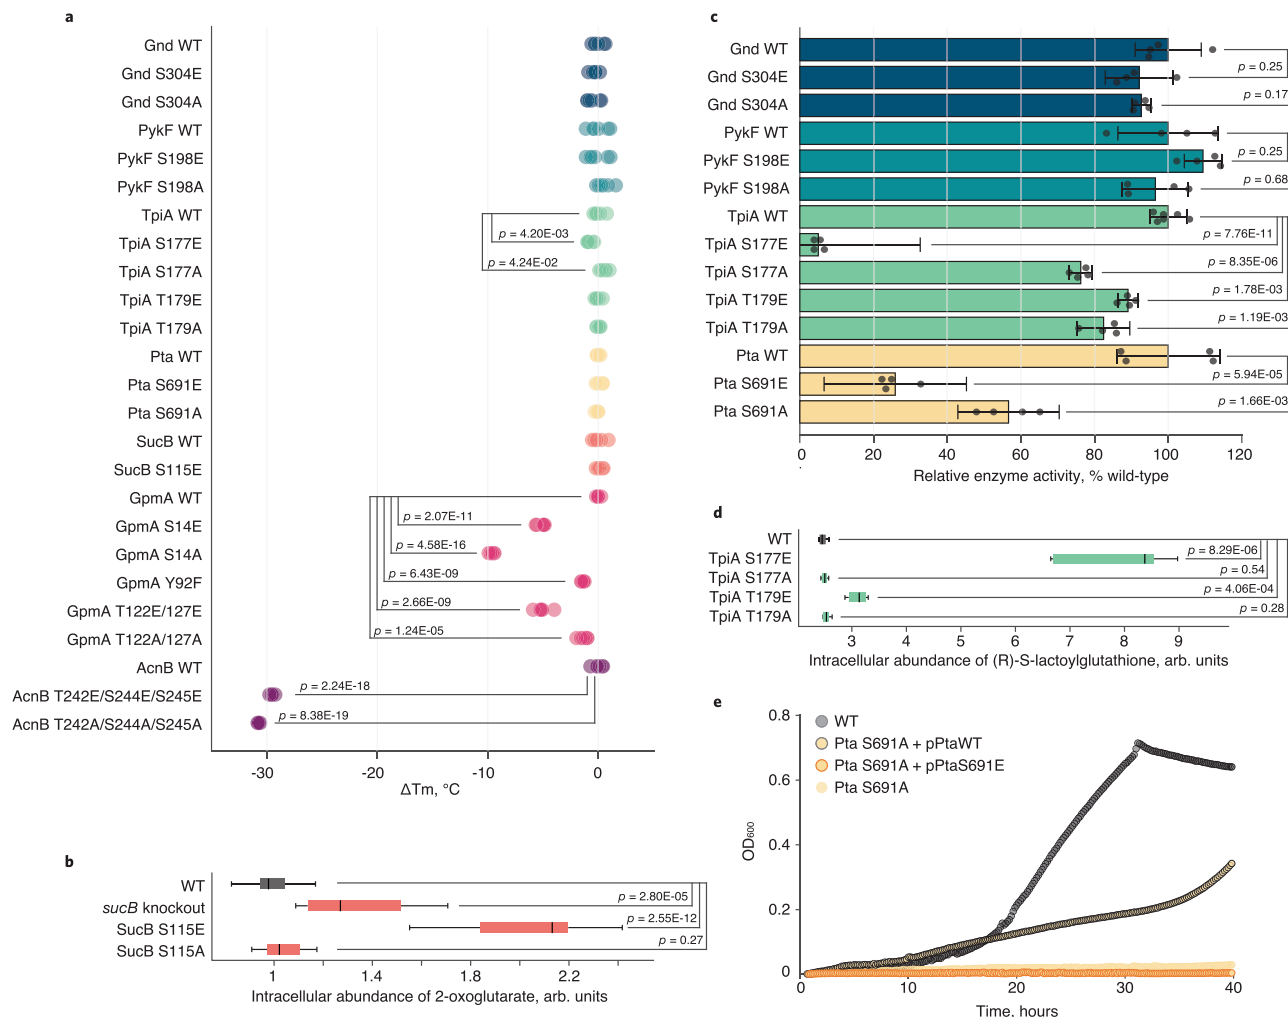 a
Gnd WT
Gnd S304E
Gnd S304A
PykF WT
PykF S198E
PykF S198A
TpiA WT
TpiA S177E
p = 4.20E-03
TpiA S177A
p = 4.24E-02
TpiA T179E
TpiA T179A
Pta WT
Pta S691E
Pta S691A
SucB WT
SucB S115E
GpmA WT
GpmA S14E
p = 2.07E-11
GpmA S14A
p = 4.58E-16
GpmA Y92F
p = 6.43E-09
GpmA T122E/127E
p = 2.66E-09
GpmA T122A/127A
p = 1.24E-05
AcnB WT
AcnB T242E/S244E/S245E
p = 2.24E-18
AcnB T242A/S244A/S245A
p = 8.38E-19
-30 -20 -10 0
ΔTm, °C
b
WT
sucB knockout
p = 2.80E-05
SucB S115E
p = 2.55E-12
SucB S115A
p = 0.27
1 1.4 1.8 2.2
Intracellular abundance of 2-oxoglutarate, arb. units
c
Gnd WT
p = 0.25
Gnd S304E
p = 0.17
Gnd S304A
PykF WT
p = 0.25
PykF S198E
p = 0.68
PykF S198A
TpiA WT
p = 7.76E-11
TpiA S177E
p = 8.35E-06
TpiA S177A
p = 1.78E-03
TpiA T179E
p = 1.19E-03
TpiA T179A
Pta WT
p = 5.94E-05
Pta S691E
p = 1.66E-03
Pta S691A
0 20 40 60 80 100 120
Relative enzyme activity, % wild-type
d
WT
TpiA S177E
p = 8.29E-06
TpiA S177A
p = 0.54
TpiA T179E
p = 4.06E-04
TpiA T179A
p = 0.28
3 4 5 6 7 8 9
Intracellular abundance of (R)-S-lactoylglutathione, arb. units
e
0.8
0.6
0.4
0.2
0
OD600
WT
Pta S691A + pPtaWT
Pta S691A + pPtaS691E
Pta S691A
0 10 20 30 40
Time, hours